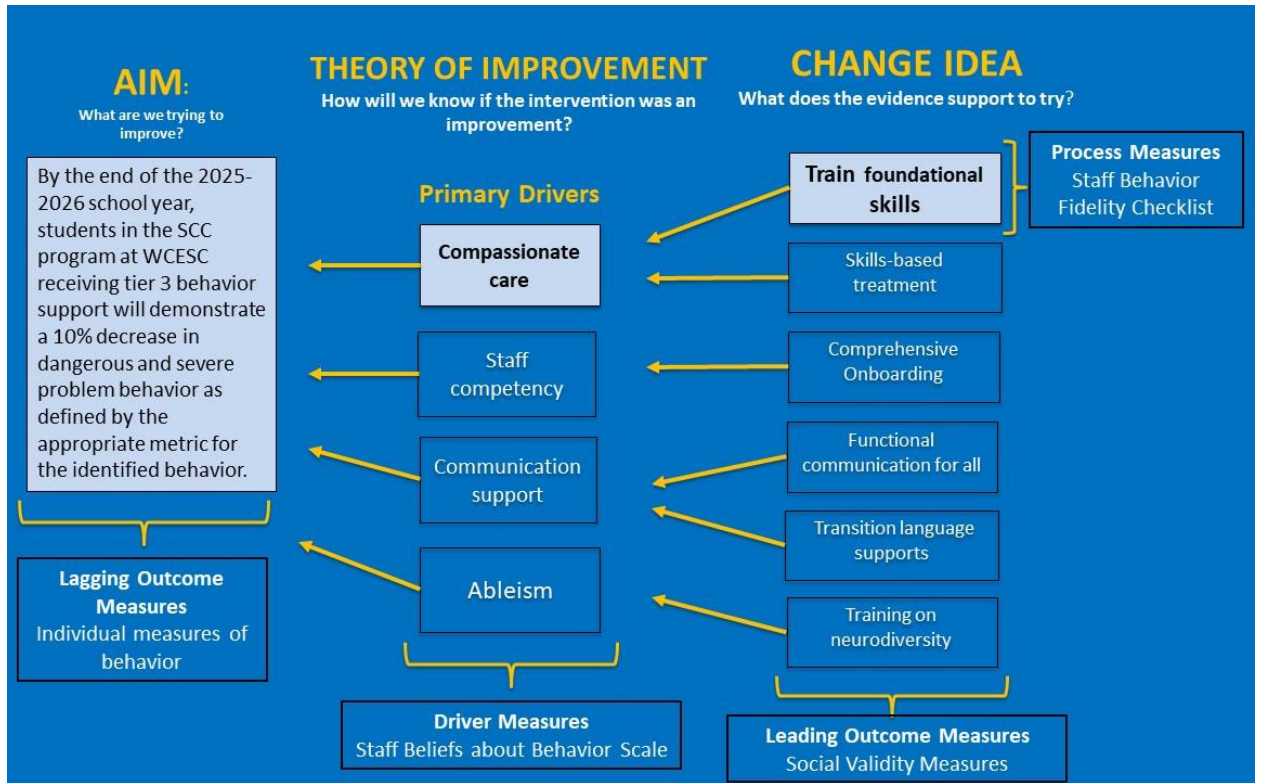 AIM:
What are we trying to
improve?
By the end of the 2025-
2026 school year,
students in the SCC
program at WCESC
receiving tier 3 behavior
support will demonstrate
a 10% decrease in
dangerous and severe
problem behavior as
defined by the
appropriate metric for
the identified behavior.
Lagging Outcome
Measures
Individual measures of
behavior
THEORY OF IMPROVEMENT
How will we know if the intervention was an
improvement?
Primary Drivers
Compassionate
care
Staff
competency
Communication
support
Ableism
Driver Measures
Staff Beliefs about Behavior Scale
CHANGE IDEA
What does the evidence support to try?
Train foundational
skills
Process Measures
Staff Behavior
Fidelity Checklist
Skills-based
treatment
Comprehensive
Onboarding
Functional
communication for all
Transition language
supports
Training on
neurodiversity
Leading Outcome Measures
Social Validity Measures